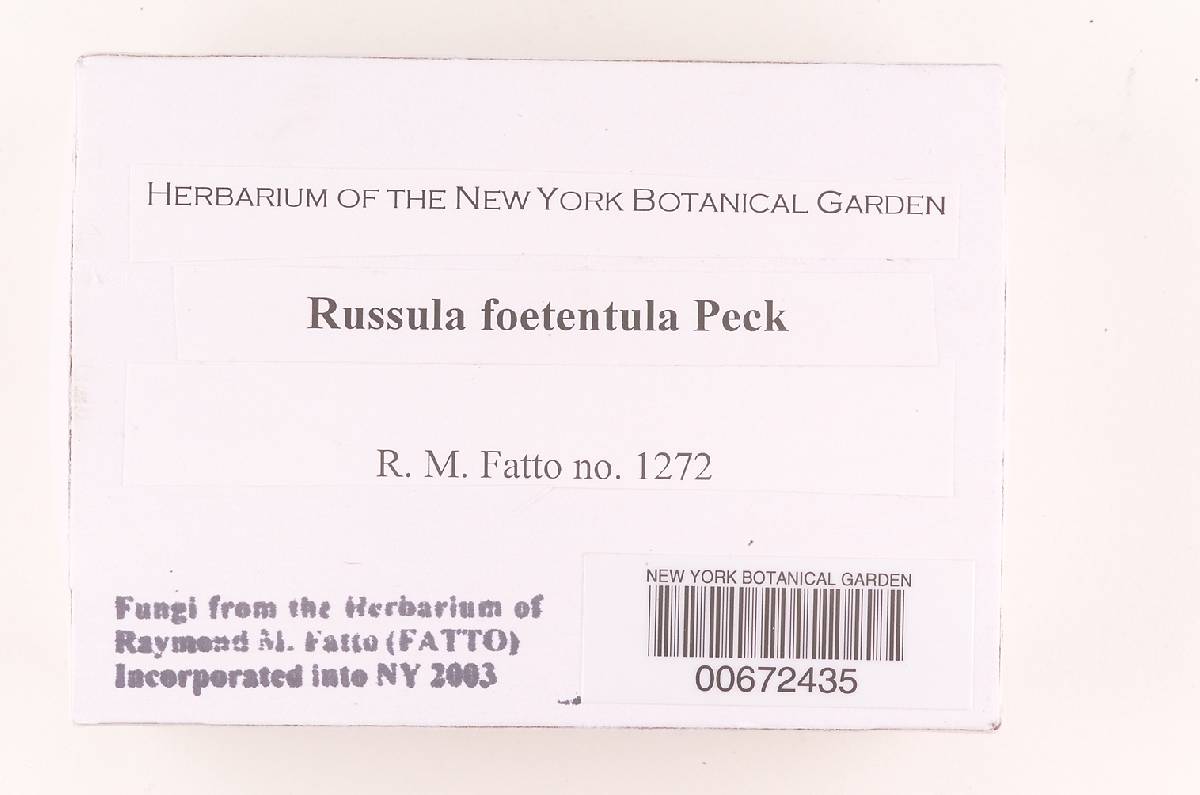 HERBARIUM OF THE NEW YORK BOTANICAL GARDEN
Russula foetentula Peck
R. M. Fatto no. 1272
Fungi from the Herbarium of
Raymond M. Fatto (FATTO)
Incorporated into NY 2003
NEW YORK BOTANICAL GARDEN
00672435